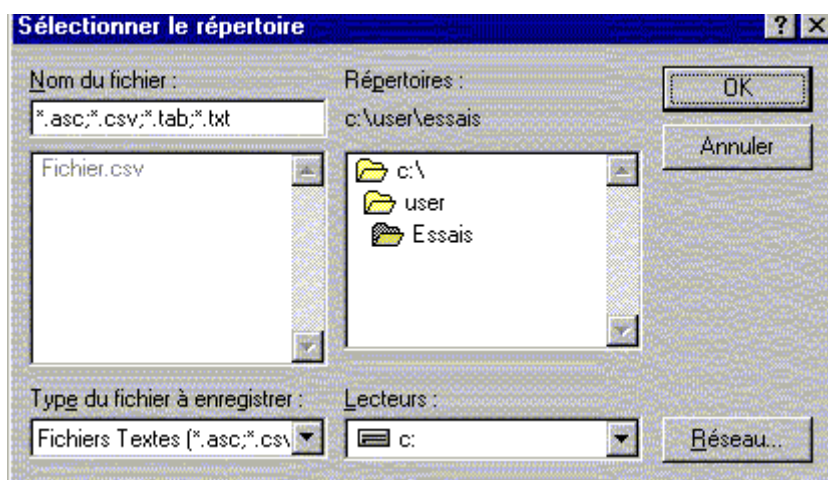 Sélectionner le répertoire
Nom du fichier :
*.asc;*.csv;*.tab;*.txt
Fichier.csv
Répertoires :
c:\user\essais
c:\
user
Essais
OK
Annuler
Type du fichier à enregistrer :
Fichiers Textes (*.asc;*.csv
Lecteurs :
c:
Réseau...